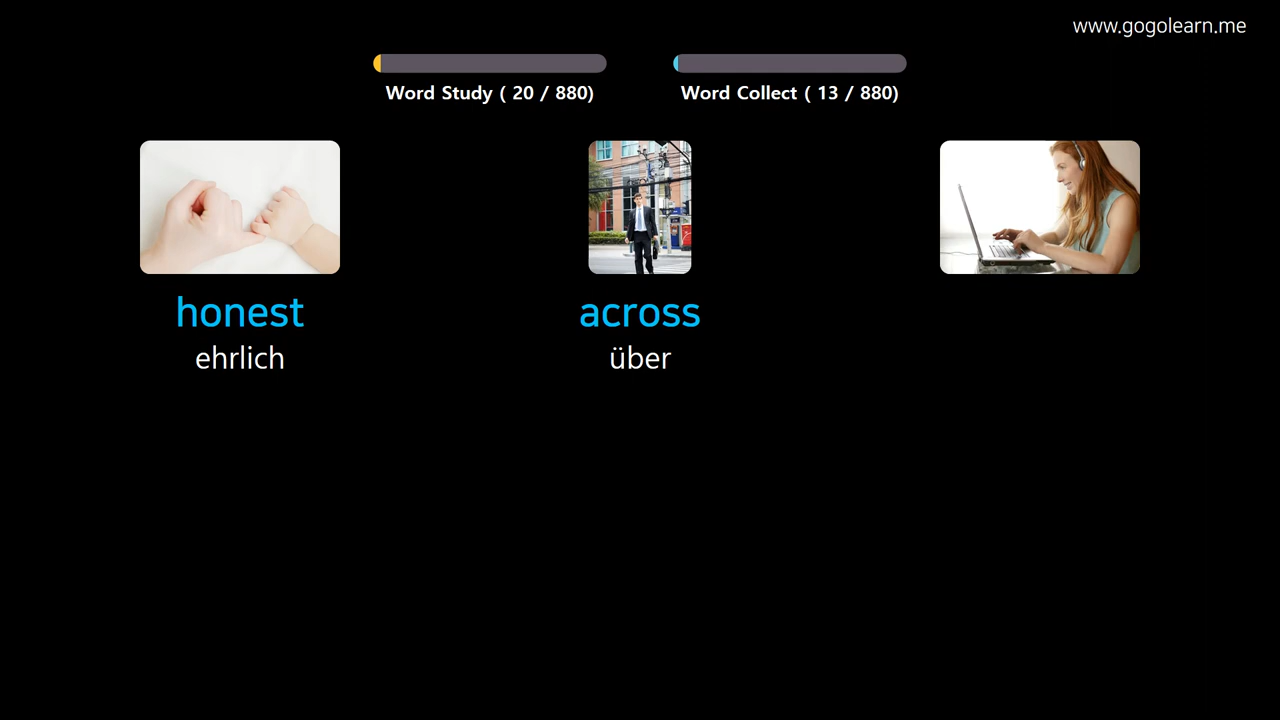 www.gogolearn.me
Word Study ( 20 / 880)
Word Collect ( 13 / 880)
honest
across
ehrlich
über